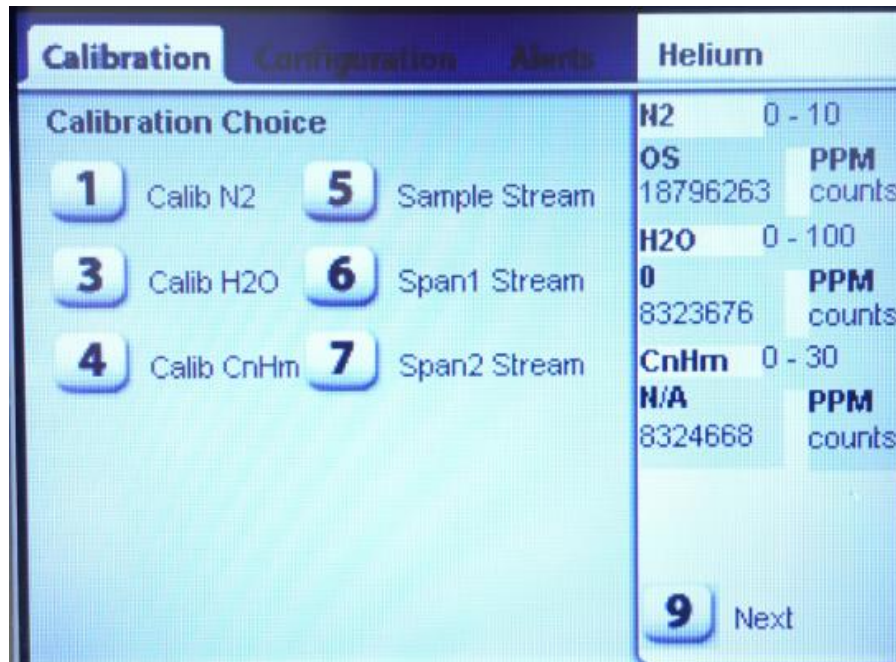 Calibration Configuration Alerts Helium
Calibration Choice
1 Calib N2 5 Sample Stream
3 Calib H2O 6 Span1 Stream
4 Calib CnHm 7 Span2 Stream
N2 0 - 10
OS PPM
18796263 counts
H2O 0 - 100
0 PPM
8323676 counts
CnHm 0 - 30
N/A PPM
8324668 counts
9 Next